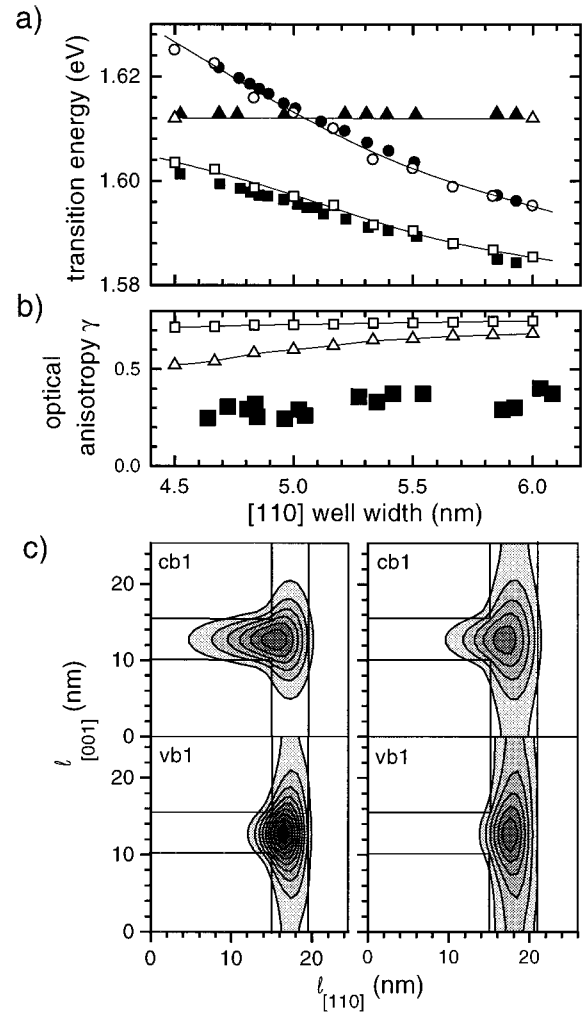 a)
transition energy (eV)
1.62
1.60
1.58
b)
optical
anisotropy γ
0.5
0.0
4.5 5.0 5.5 6.0
[110] well width (nm)
c)
cb1 cb1
20
10
0
ℓ [001] (nm)
vb1 vb1
20
10
0
0 10 20 0 10 20
ℓ [110] (nm)